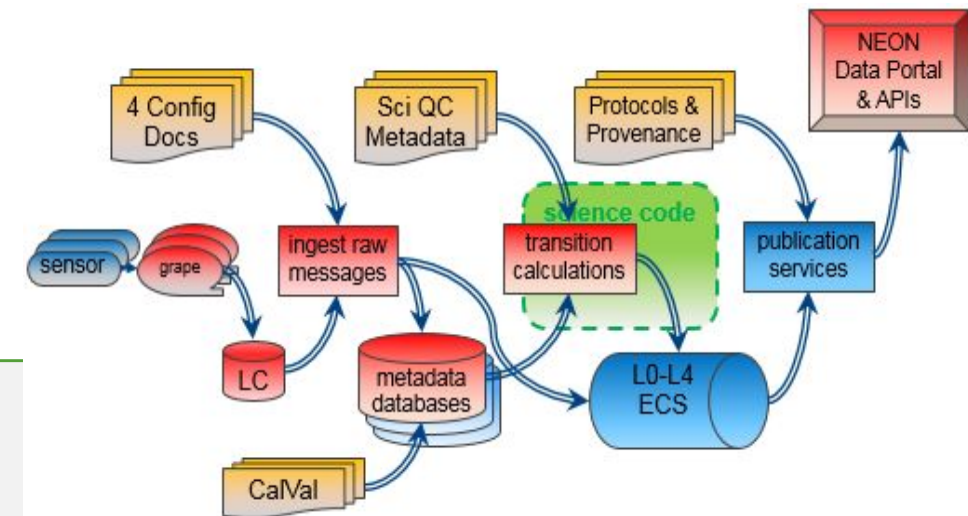 NEON
Data Portal
& APIs
4 Config
Docs
Sci QC
Metadata
Protocols &
Provenance
science code
sensor
grape
ingest raw
messages
transition
calculations
publication
services
LC
metadata
databases
L0-L4
ECS
CalVal